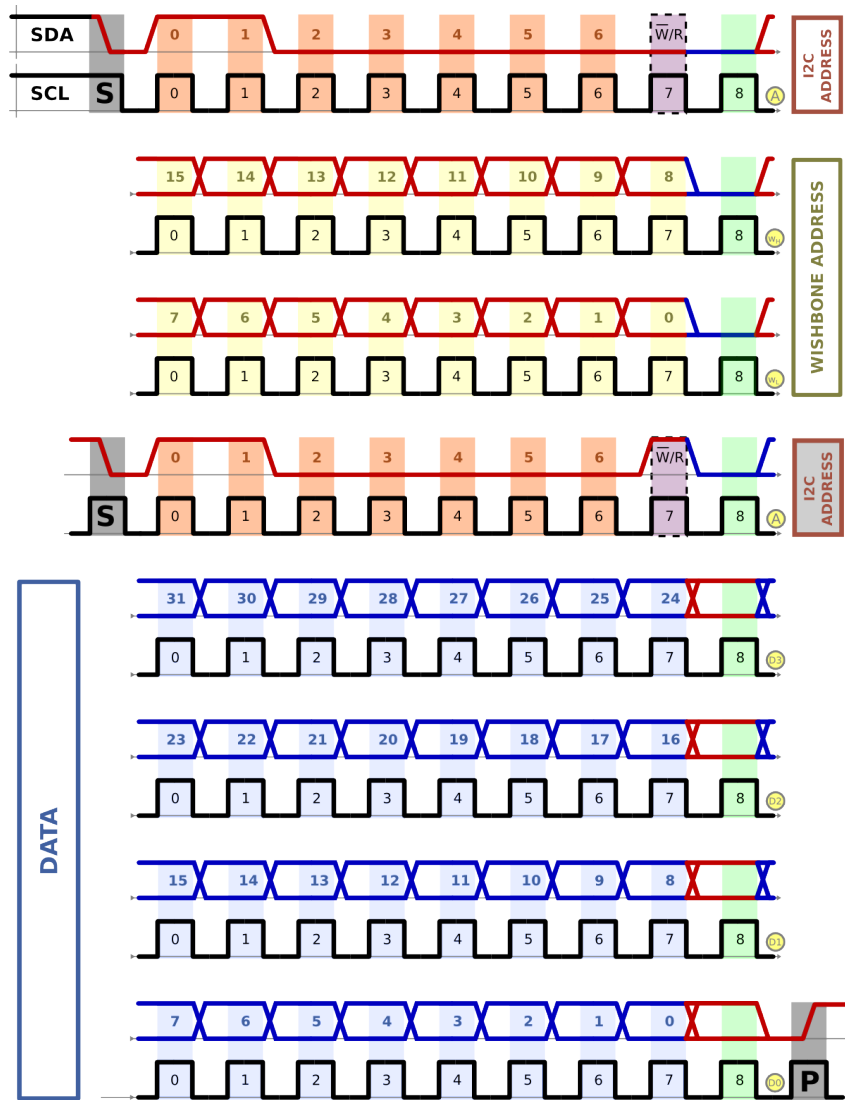 SDA 0 1 2 3 4 5 6 W̅/R
SCL S 0 1 2 3 4 5 6 7 8 A
I2C
ADDRESS
15 14 13 12 11 10 9 8
0 1 2 3 4 5 6 7 8 WH
7 6 5 4 3 2 1 0
0 1 2 3 4 5 6 7 8 WL
WISHBONE ADDRESS
0 1 2 3 4 5 6 W̅/R
S 0 1 2 3 4 5 6 7 8 A
I2C
ADDRESS
DATA
31 30 29 28 27 26 25 24
0 1 2 3 4 5 6 7 8 D3
23 22 21 20 19 18 17 16
0 1 2 3 4 5 6 7 8 D2
15 14 13 12 11 10 9 8
0 1 2 3 4 5 6 7 8 D1
7 6 5 4 3 2 1 0
0 1 2 3 4 5 6 7 8 D0 P